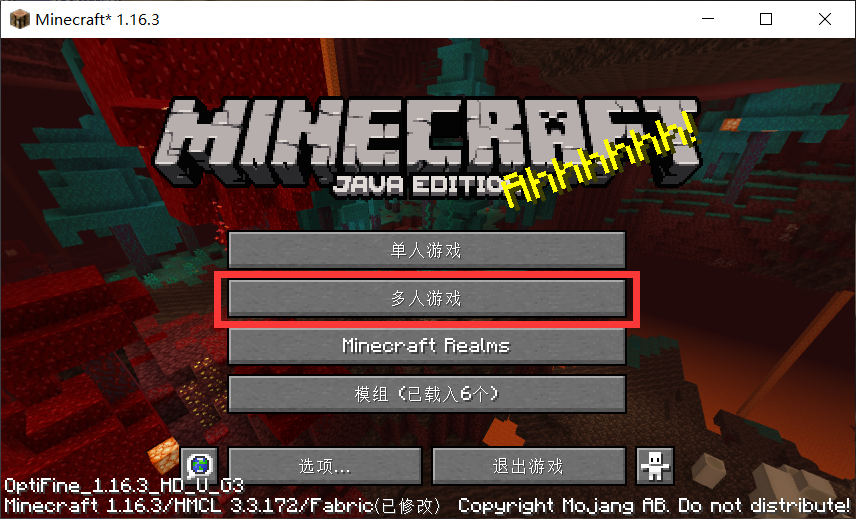 Minecraft* 1.16.3
MINECRAFT
JAVA EDITION
Ahhhhhh!
单人游戏
多人游戏
Minecraft Realms
模组 (已载入6个)
选项...
退出游戏
OptiFine_1.16.3_HD_U_G3
Minecraft 1.16.3/HMCL 3.3.172/Fabric(已修改)
Copyright Mojang AB. Do not distribute!